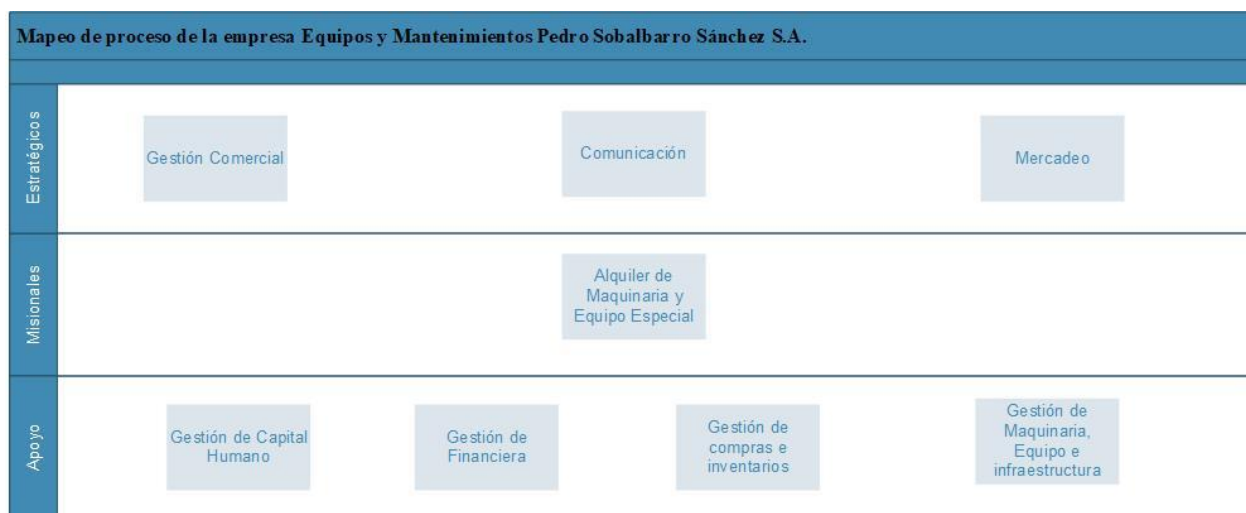 Mapeo de proceso de la empresa Equipos y Mantenimientos Pedro Sobalbarro Sánchez S.A.
Estratégicos
Gestión Comercial
Comunicación
Mercadeo
Misionales
Alquiler de
Maquinaria y
Equipo Especial
Apoyo
Gestión de Capital
Humano
Gestión de
Financiera
Gestión de
compras e
inventarios
Gestión de
Maquinaria,
Equipo e
infraestructura